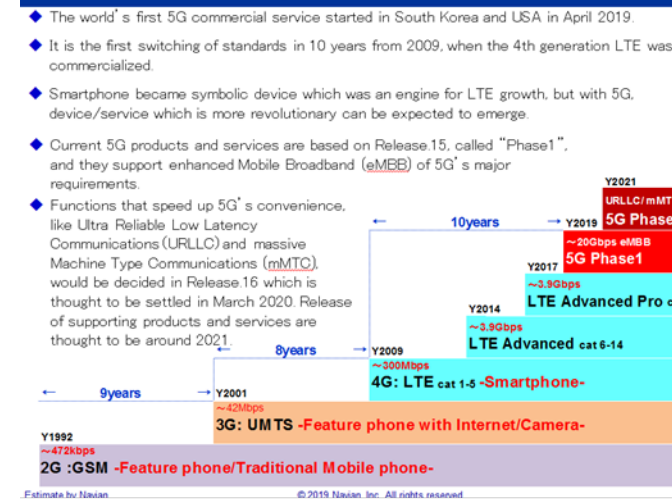 ◆ The world's first 5G commercial service started in South Korea and USA in April 2019.
◆ It is the first switching of standards in 10 years from 2009, when the 4th generation LTE was
commercialized.
◆ Smartphone became symbolic device which was an engine for LTE growth, but with 5G,
device/service which is more revolutionary can be expected to emerge.
◆ Current 5G products and services are based on Release.15, called "Phase1",
and they support enhanced Mobile Broadband (eMBB) of 5G's major
requirements.
◆ Functions that speed up 5G's convenience,
like Ultra Reliable Low Latency
Communications (URLLC) and massive
Machine Type Communications (mMTC),
would be decided in Release.16 which is
thought to be settled in March 2020. Release
of supporting products and services are
thought to be around 2021.
Y2021
URLLC/mMT
5G Phase
10years
Y2019
~20Gbps eMBB
5G Phase1
Y2017
~3.9Gbps
LTE Advanced Pro c
Y2014
~3.9Gbps
LTE Advanced cat 6-14
8years
Y2009
~300Mbps
4G: LTE cat 1-5 -Smartphone-
9years
Y2001
~42Mbps
3G: UMTS -Feature phone with Internet/Camera-
Y1992
~472kbps
2G :GSM -Feature phone/Traditional Mobile phone-
Estimate by Navian
© 2019 Navian, Inc. All rights reserved